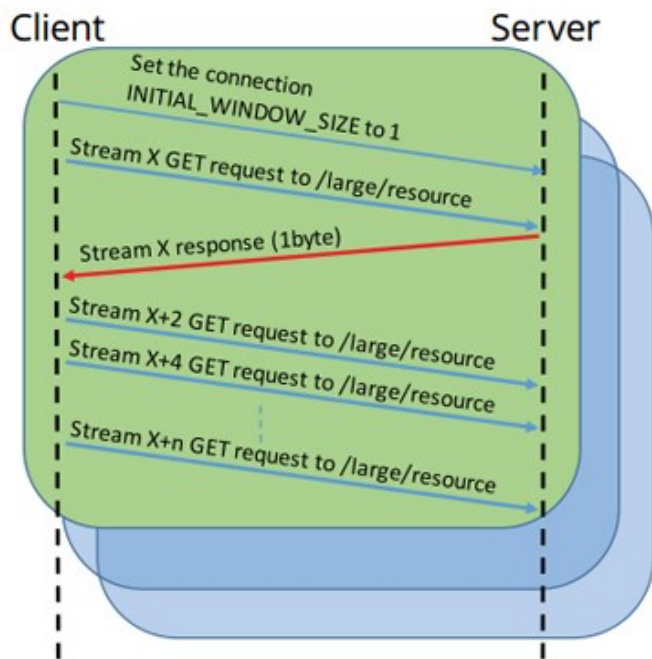 Client
Server
Set the connection
INITIAL_WINDOW_SIZE to 1
Stream X GET request to /large/resource
Stream X response (1byte)
Stream X+2 GET request to /large/resource
Stream X+4 GET request to /large/resource
Stream X+n GET request to /large/resource